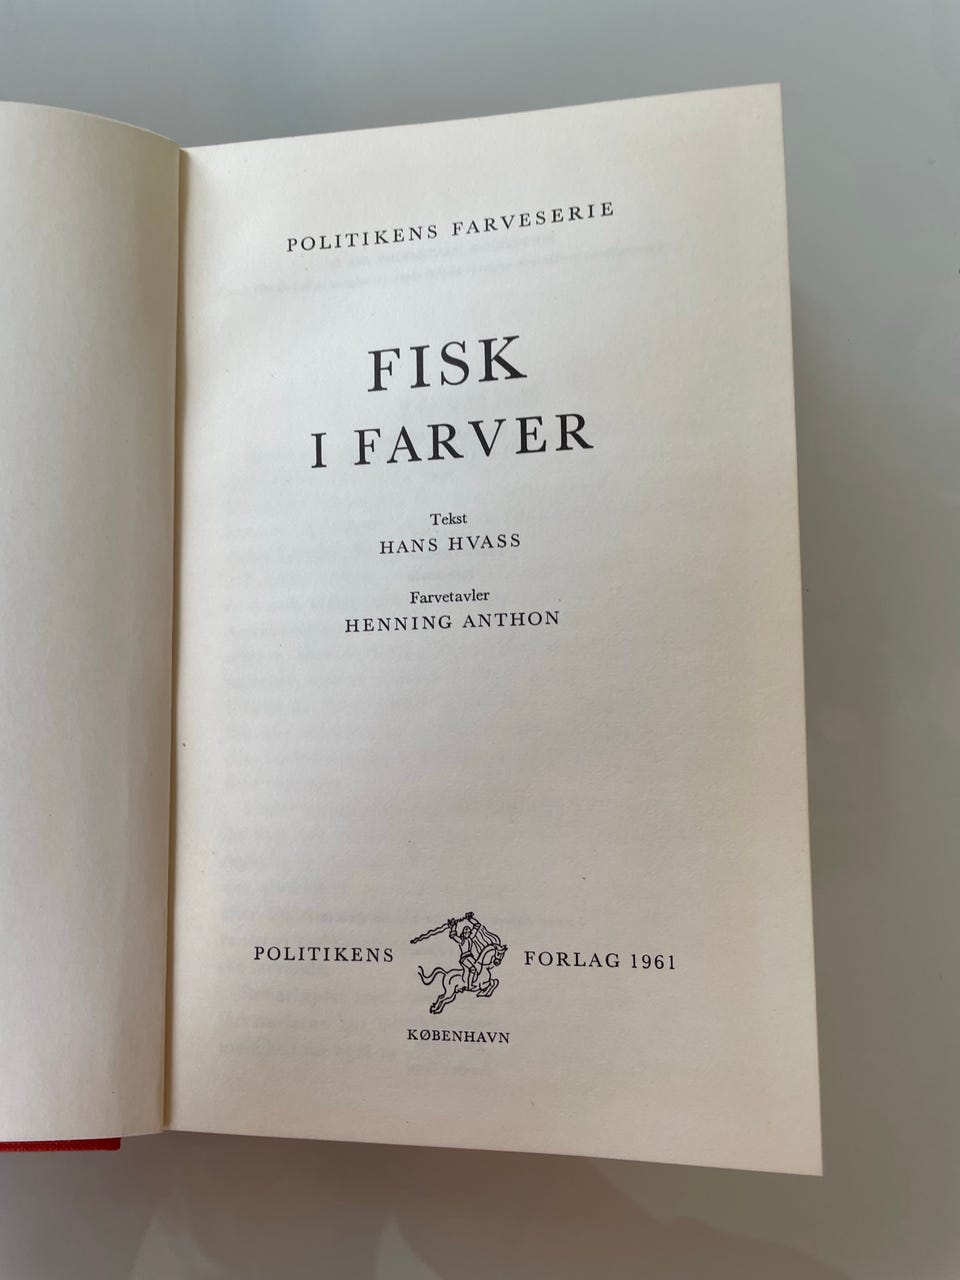 POLITIKENS FARVESERIE
FISK
I FARVER
Tekst
HANS HVASS
Farvetavler
HENNING ANTHON
POLITIKENS FORLAG 1961
KØBENHAVN